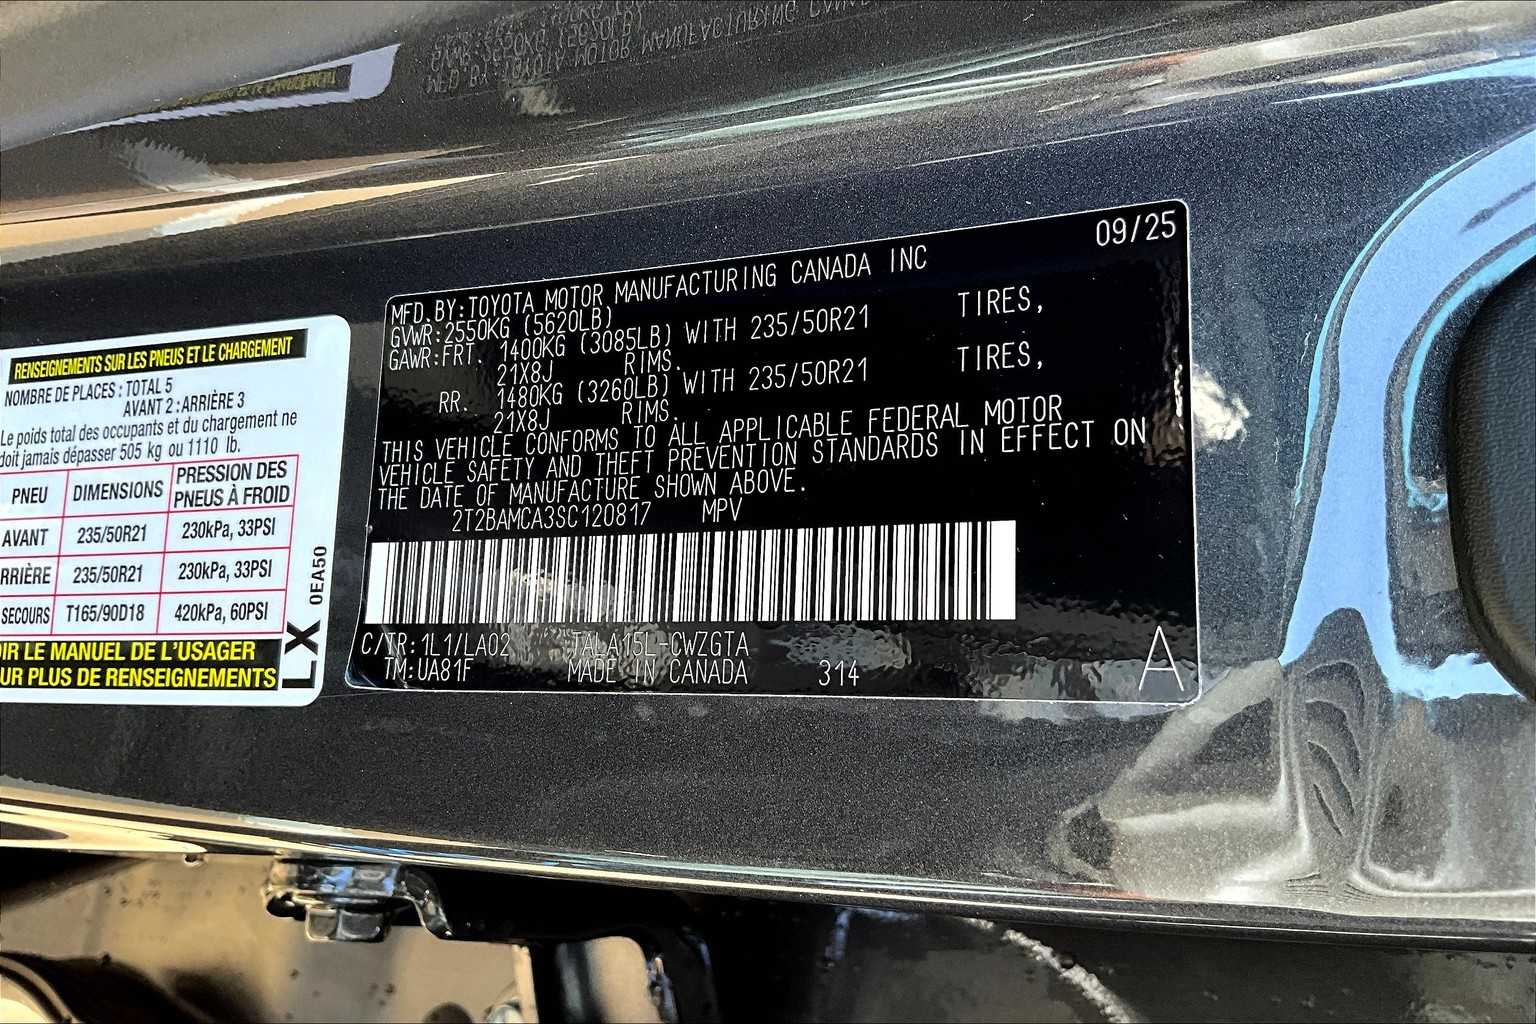 RENSEIGNEMENTS SUR LES PNEUS ET LE CHARGEMENT
NOMBRE DE PLACES : TOTAL 5
AVANT 2 : ARRIÈRE 3
Le poids total des occupants et du chargement ne
doit jamais dépasser 505 kg ou 1110 lb.
PNEU DIMENSIONS PRESSION DES PNEUS À FROID
AVANT 235/50R21 230kPa, 33PSI
RRIÈRE 235/50R21 230kPa, 33PSI
SECOURS T165/90D18 420kPa, 60PSI
OIR LE MANUEL DE L'USAGER
UR PLUS DE RENSEIGNEMENTS
LX 0EA50
09/25
MFD.BY:TOYOTA MOTOR MANUFACTURING CANADA INC
GVWR:2550KG (5620LB)
GAWR:FRT. 1400KG (3085LB) WITH 235/50R21 TIRES,
21X8J RIMS.
RR. 1480KG (3260LB) WITH 235/50R21 TIRES,
21X8J RIMS.
THIS VEHICLE CONFORMS TO ALL APPLICABLE FEDERAL MOTOR
VEHICLE SAFETY AND THEFT PREVENTION STANDARDS IN EFFECT ON
THE DATE OF MANUFACTURE SHOWN ABOVE.
2T2BAMCA3SC120817 MPV
C/TR:1L1/LA02 TALA15L-CWZGTA
TM:UA81F MADE IN CANADA 314
A